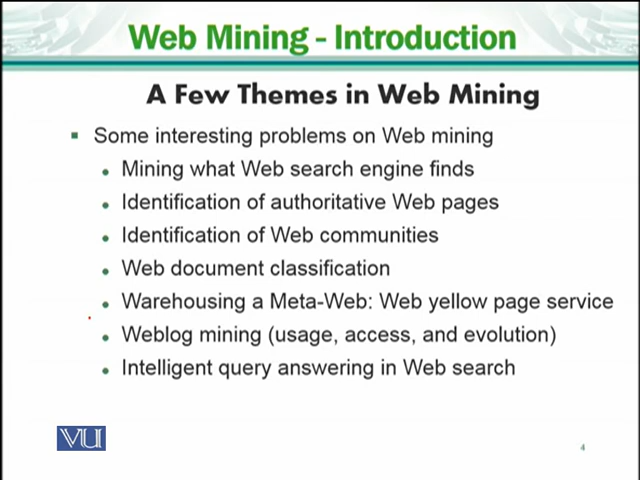 Web Mining - Introduction
A Few Themes in Web Mining
Some interesting problems on Web mining
Mining what Web search engine finds
Identification of authoritative Web pages
Identification of Web communities
Web document classification
Warehousing a Meta-Web: Web yellow page service
Weblog mining (usage, access, and evolution)
Intelligent query answering in Web search
VU
4